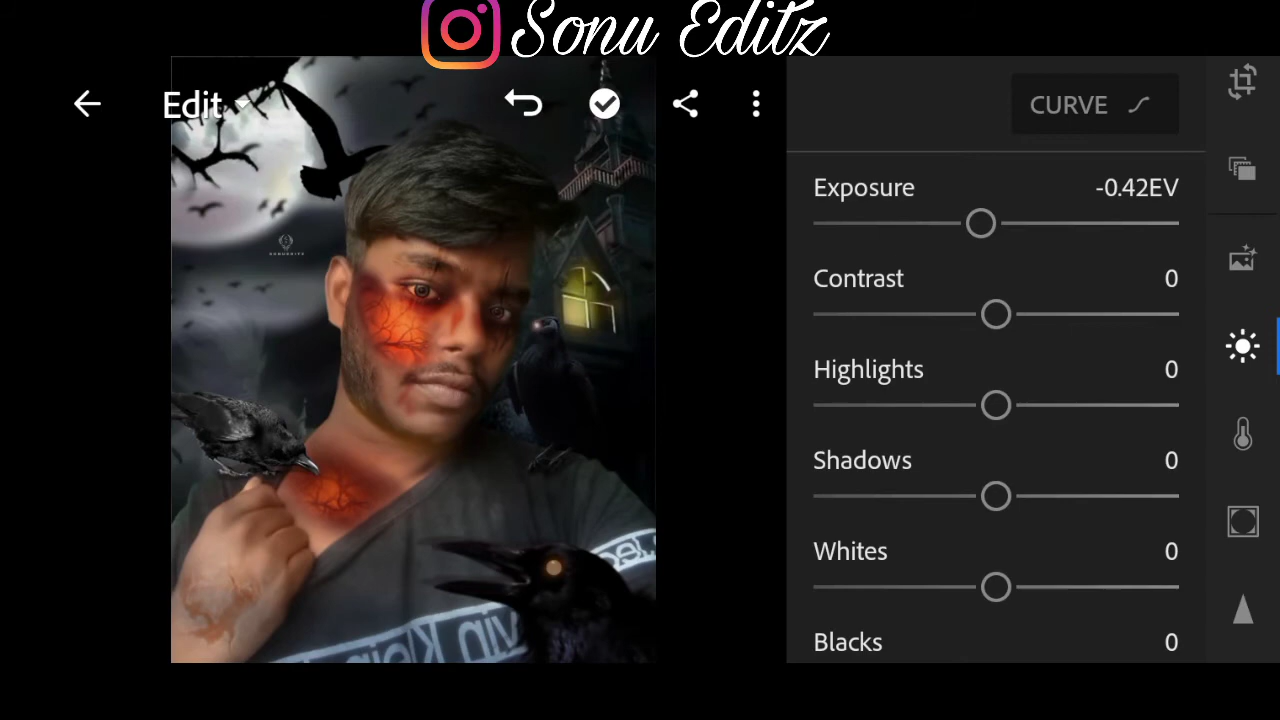 Sonu Editz
Edit
CURVE
Exposure -0.42EV
Contrast 0
Highlights 0
Shadows 0
Whites 0
Blacks 0